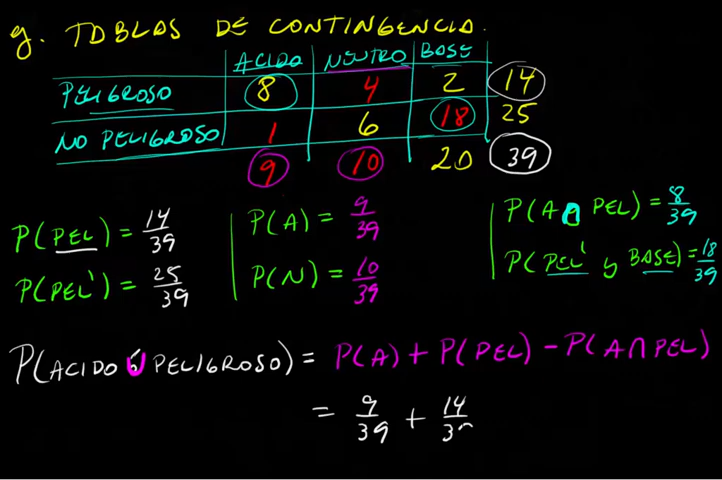 g. TABLAS DE CONTINGENCIA.
ACIDO NEUTRO BASE
PELIGROSO 8 4 2 14
NO PELIGROSO 1 6 18 25
9 10 20 39
P(PEL) = 14/39
P(PEL') = 25/39
P(A) = 9/39
P(N) = 10/39
P(A ∩ PEL) = 8/39
P(PEL' y BASE) = 18/39
P(ACIDO ∪ PELIGROSO) = P(A) + P(PEL) - P(A∩PEL)
= 9/39 + 14/39